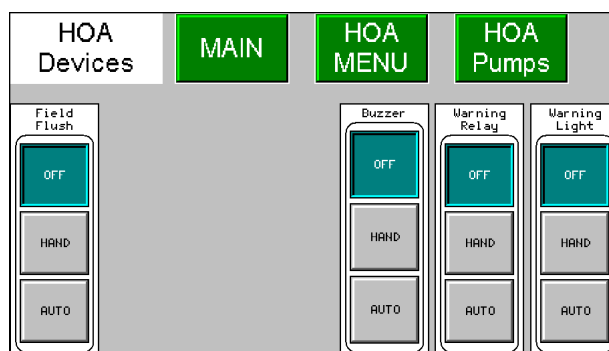 HOA
Devices
MAIN
HOA
MENU
HOA
Pumps
Field
Flush
OFF
HAND
AUTO
Buzzer
OFF
HAND
AUTO
Warning
Relay
OFF
HAND
AUTO
Warning
Light
OFF
HAND
AUTO